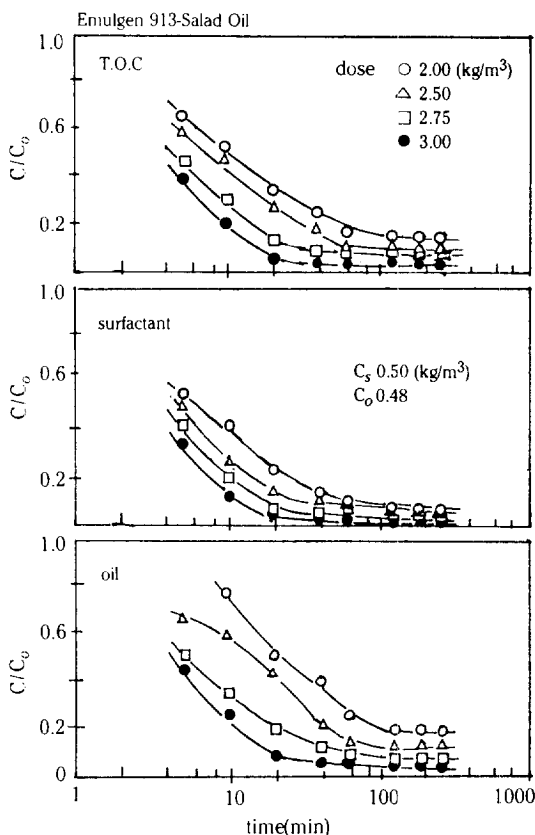 Emulgen 913-Salad Oil
1.0
T.O.C
dose ○ 2.00 (kg/m³)
△ 2.50
□ 2.75
● 3.00
0.6
C/Co
0.2
surfactant
Cs 0.50 (kg/m³)
Co 0.48
0.6
C/Co
0.2
1.0
oil
0.6
C/Co
0.2
0
1 10 100 1000
time(min)